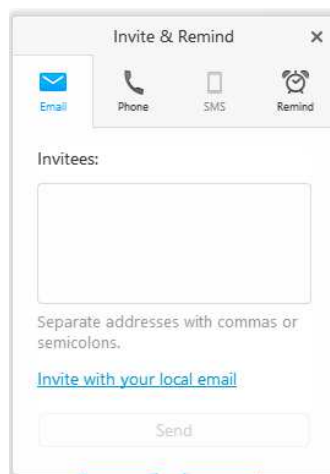 Invite & Remind
Email Phone SMS Remind
Invitees:
Separate addresses with commas or
semicolons.
Invite with your local email
Send